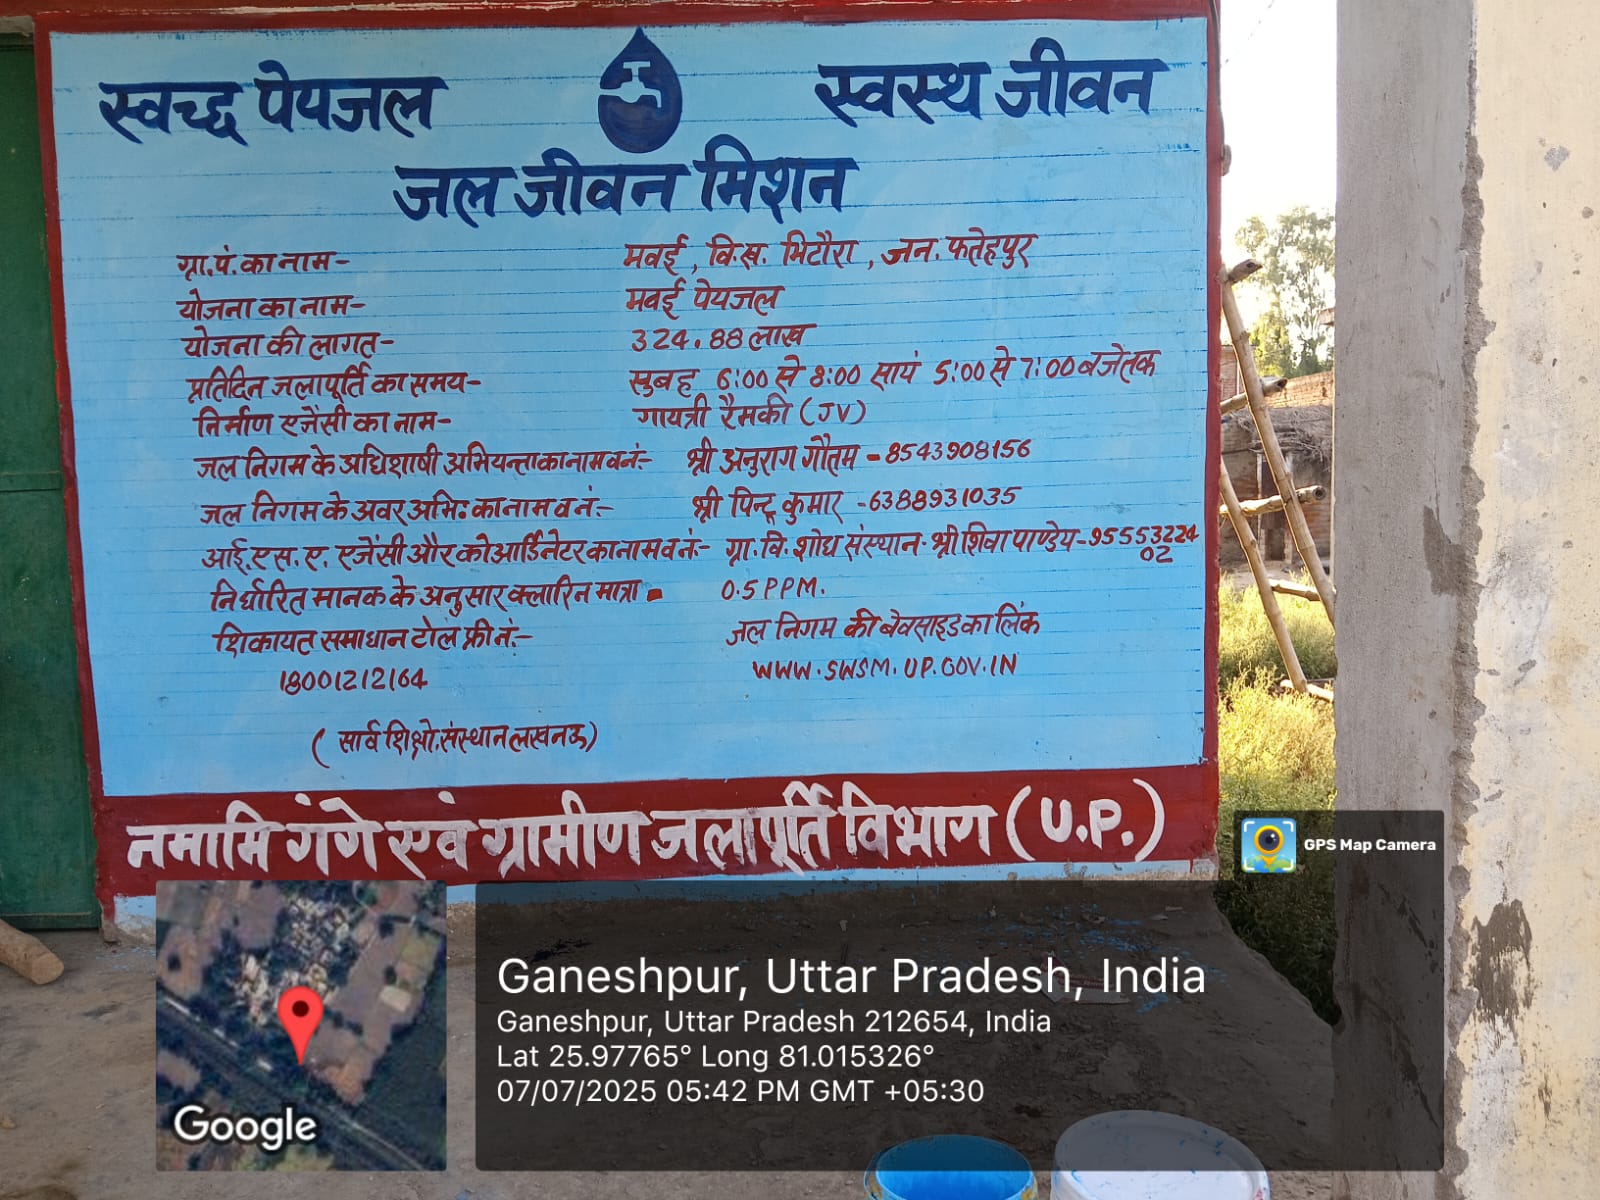 स्वच्छ पेयजल स्वस्थ जीवन
जल जीवन मिशन
ग्रा.पं. का नाम- मवई , वि.ख. भिटौरा , जन. फतेहपुर
योजना का नाम- मवई पेयजल
योजना की लागत- 324.88 लाख
प्रतिदिन जलापूर्ति का समय- सुबह 6:00 से 8:00 सायं 5:00 से 7:00 बजे तक
निर्माण एजेंसी का नाम- गायत्री रैमकी (JV)
जल निगम के अधिशाषी अभियन्ता का नाम व नं:- श्री अनुराग गौतम - 8543908156
जल निगम के अवर अभि: का नाम व नं:- श्री पिन्टू कुमार - 6388931035
आई.एस.ए. एजेंसी और कोआर्डिनेटर का नाम व नं:- ग्रा.वि. शोध संस्थान श्री शिवा पाण्डेय - 95553224
02
निर्धारित मानक के अनुसार क्लारिन मात्रा 0.5 PPM.
शिकायत समाधान टोल फ्री नं:- जल निगम की बेवसाइड का लिंक
18001212164 WWW.SWSM.UP.GOV.IN
( सार्व शिक्षो. संस्थान लखनऊ)
नमामि गंगे एवं ग्रामीण जलापूर्ति विभाग (U.P.)
GPS Map Camera
Ganeshpur, Uttar Pradesh, India
Ganeshpur, Uttar Pradesh 212654, India
Lat 25.97765° Long 81.015326°
07/07/2025 05:42 PM GMT +05:30
Google